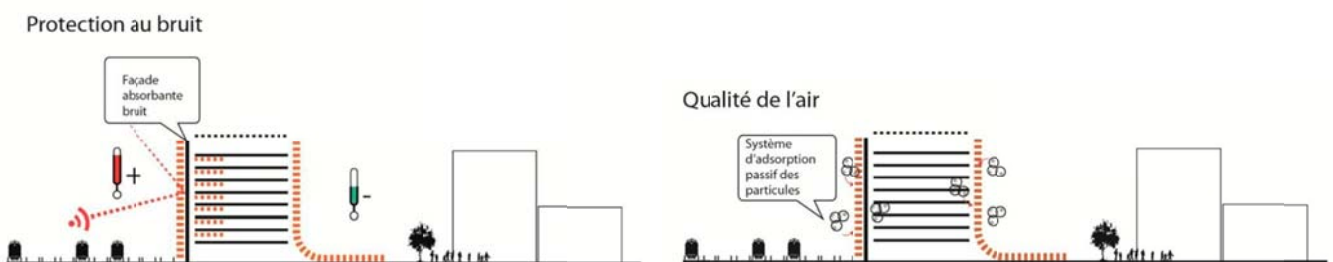 Protection au bruit
Façade
absorbante
bruit
+
-
Qualité de l'air
Système
d'adsorption
passif des
particules